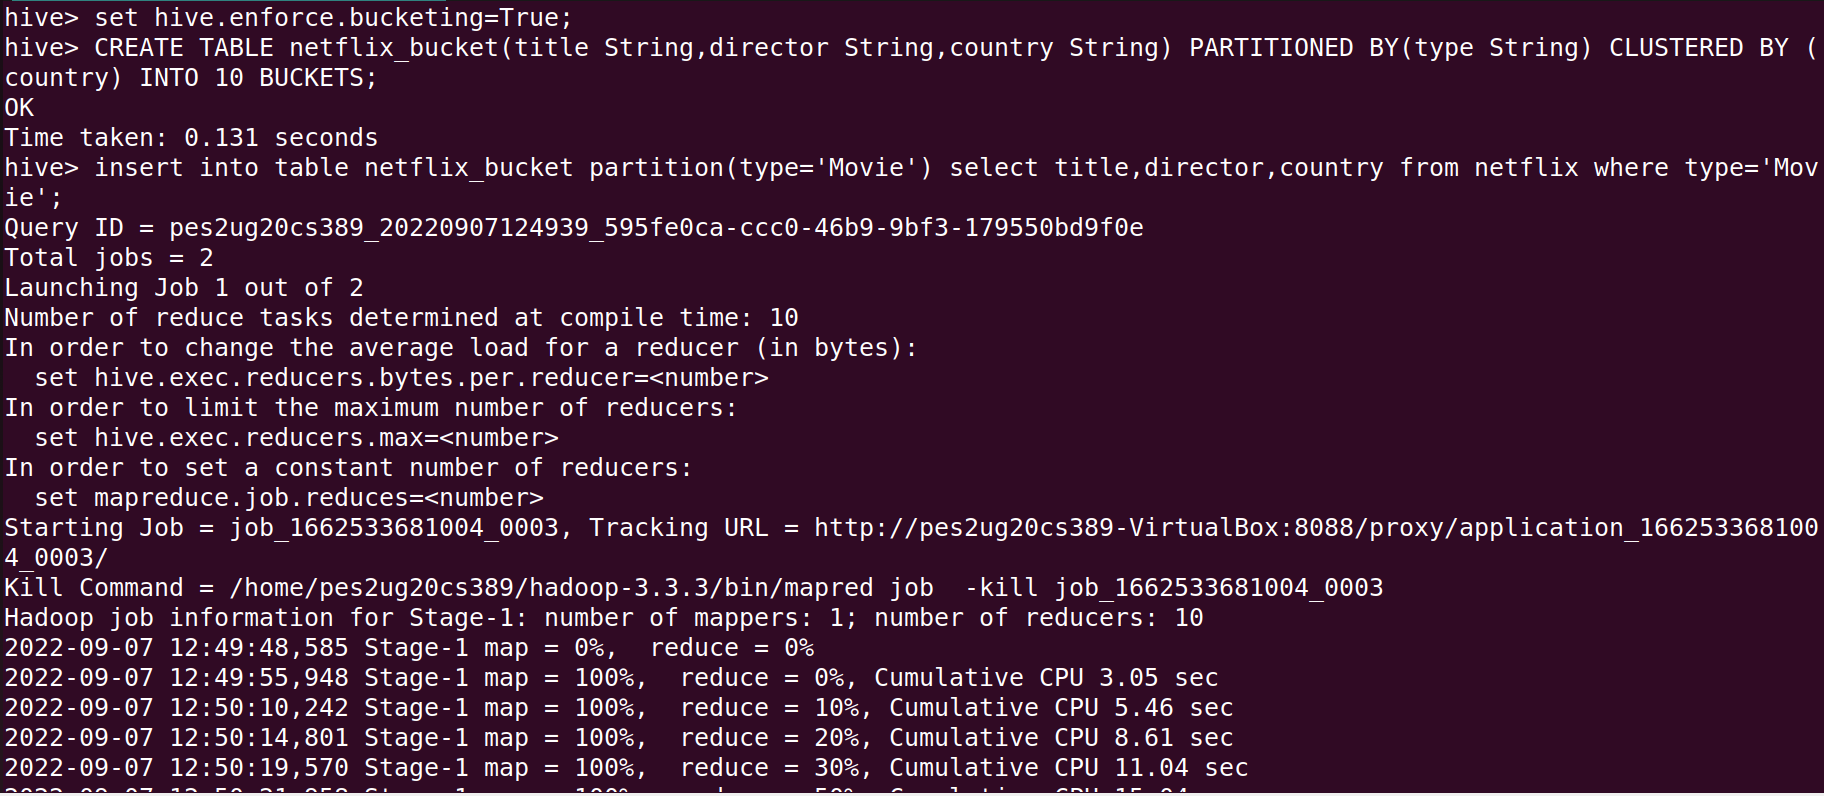 hive> set hive.enforce.bucketing=True;
hive> CREATE TABLE netflix_bucket(title String,director String,country String) PARTITIONED BY(type String) CLUSTERED BY (
country) INTO 10 BUCKETS;
OK
Time taken: 0.131 seconds
hive> insert into table netflix_bucket partition(type='Movie') select title,director,country from netflix where type='Mov
ie';
Query ID = pes2ug20cs389_20220907124939_595fe0ca-ccc0-46b9-9bf3-179550bd9f0e
Total jobs = 2
Launching Job 1 out of 2
Number of reduce tasks determined at compile time: 10
In order to change the average load for a reducer (in bytes):
  set hive.exec.reducers.bytes.per.reducer=<number>
In order to limit the maximum number of reducers:
  set hive.exec.reducers.max=<number>
In order to set a constant number of reducers:
  set mapreduce.job.reduces=<number>
Starting Job = job_1662533681004_0003, Tracking URL = http://pes2ug20cs389-VirtualBox:8088/proxy/application_166253368100
4_0003/
Kill Command = /home/pes2ug20cs389/hadoop-3.3.3/bin/mapred job  -kill job_1662533681004_0003
Hadoop job information for Stage-1: number of mappers: 1; number of reducers: 10
2022-09-07 12:49:48,585 Stage-1 map = 0%,  reduce = 0%
2022-09-07 12:49:55,948 Stage-1 map = 100%,  reduce = 0%, Cumulative CPU 3.05 sec
2022-09-07 12:50:10,242 Stage-1 map = 100%,  reduce = 10%, Cumulative CPU 5.46 sec
2022-09-07 12:50:14,801 Stage-1 map = 100%,  reduce = 20%, Cumulative CPU 8.61 sec
2022-09-07 12:50:19,570 Stage-1 map = 100%,  reduce = 30%, Cumulative CPU 11.04 sec